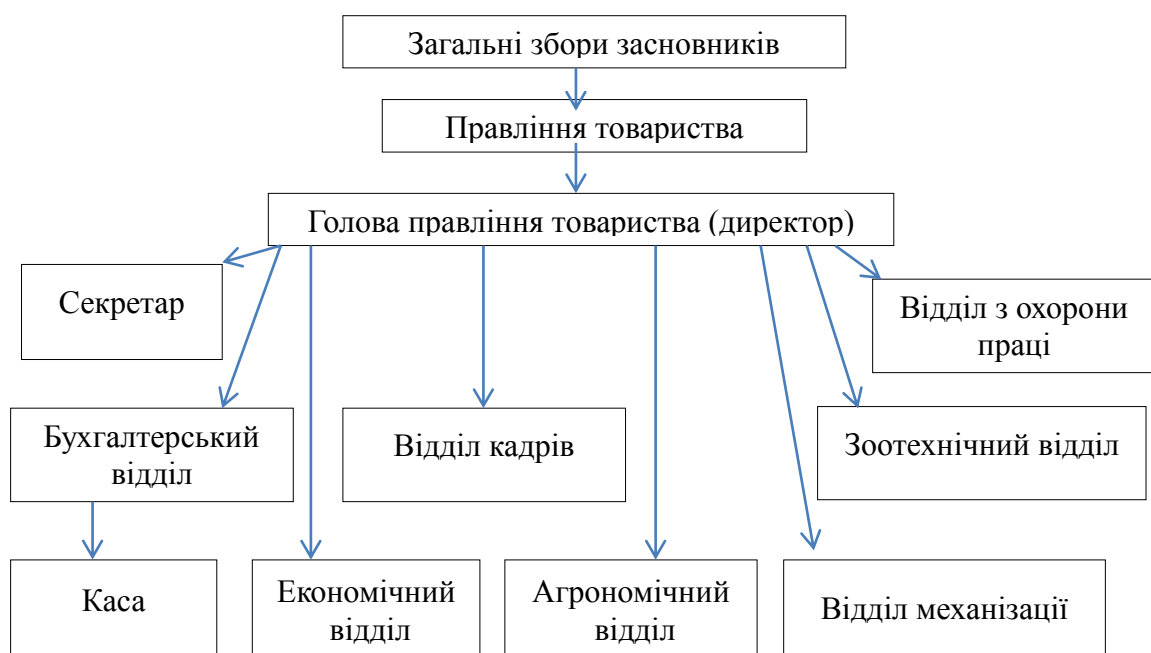 Загальні збори засновників
Правління товариства
Голова правління товариства (директор)
Секретар
Відділ з охорони
праці
Бухгалтерський
відділ
Відділ кадрів
Зоотехнічний відділ
Каса
Економічний
відділ
Агрономічний
відділ
Відділ механізації